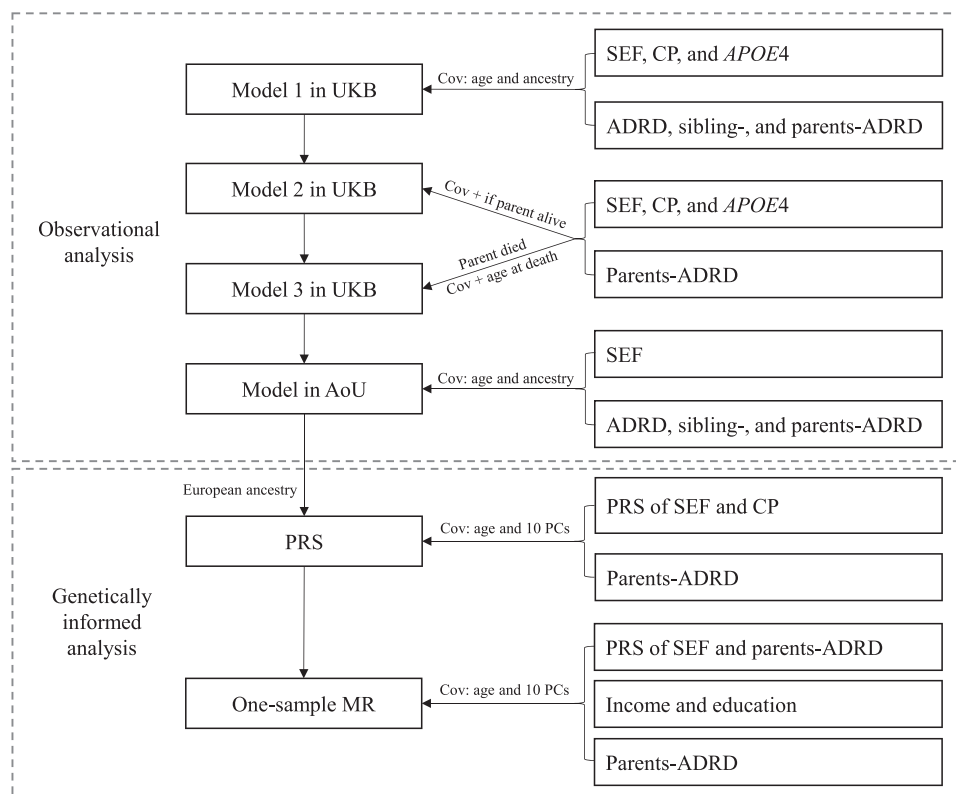 SEF, CP, and APOE4
Model 1 in UKB
Cov: age and ancestry
ADRD, sibling-, and parents-ADRD
Model 2 in UKB
Cov + if parent alive
SEF, CP, and APOE4
Observational
analysis
Parent died
Cov + age at death
Parents-ADRD
Model 3 in UKB
SEF
Model in AoU
Cov: age and ancestry
ADRD, sibling-, and parents-ADRD
European ancestry
PRS of SEF and CP
PRS
Cov: age and 10 PCs
Parents-ADRD
Genetically
informed
analysis
PRS of SEF and parents-ADRD
One-sample MR
Cov: age and 10 PCs
Income and education
Parents-ADRD